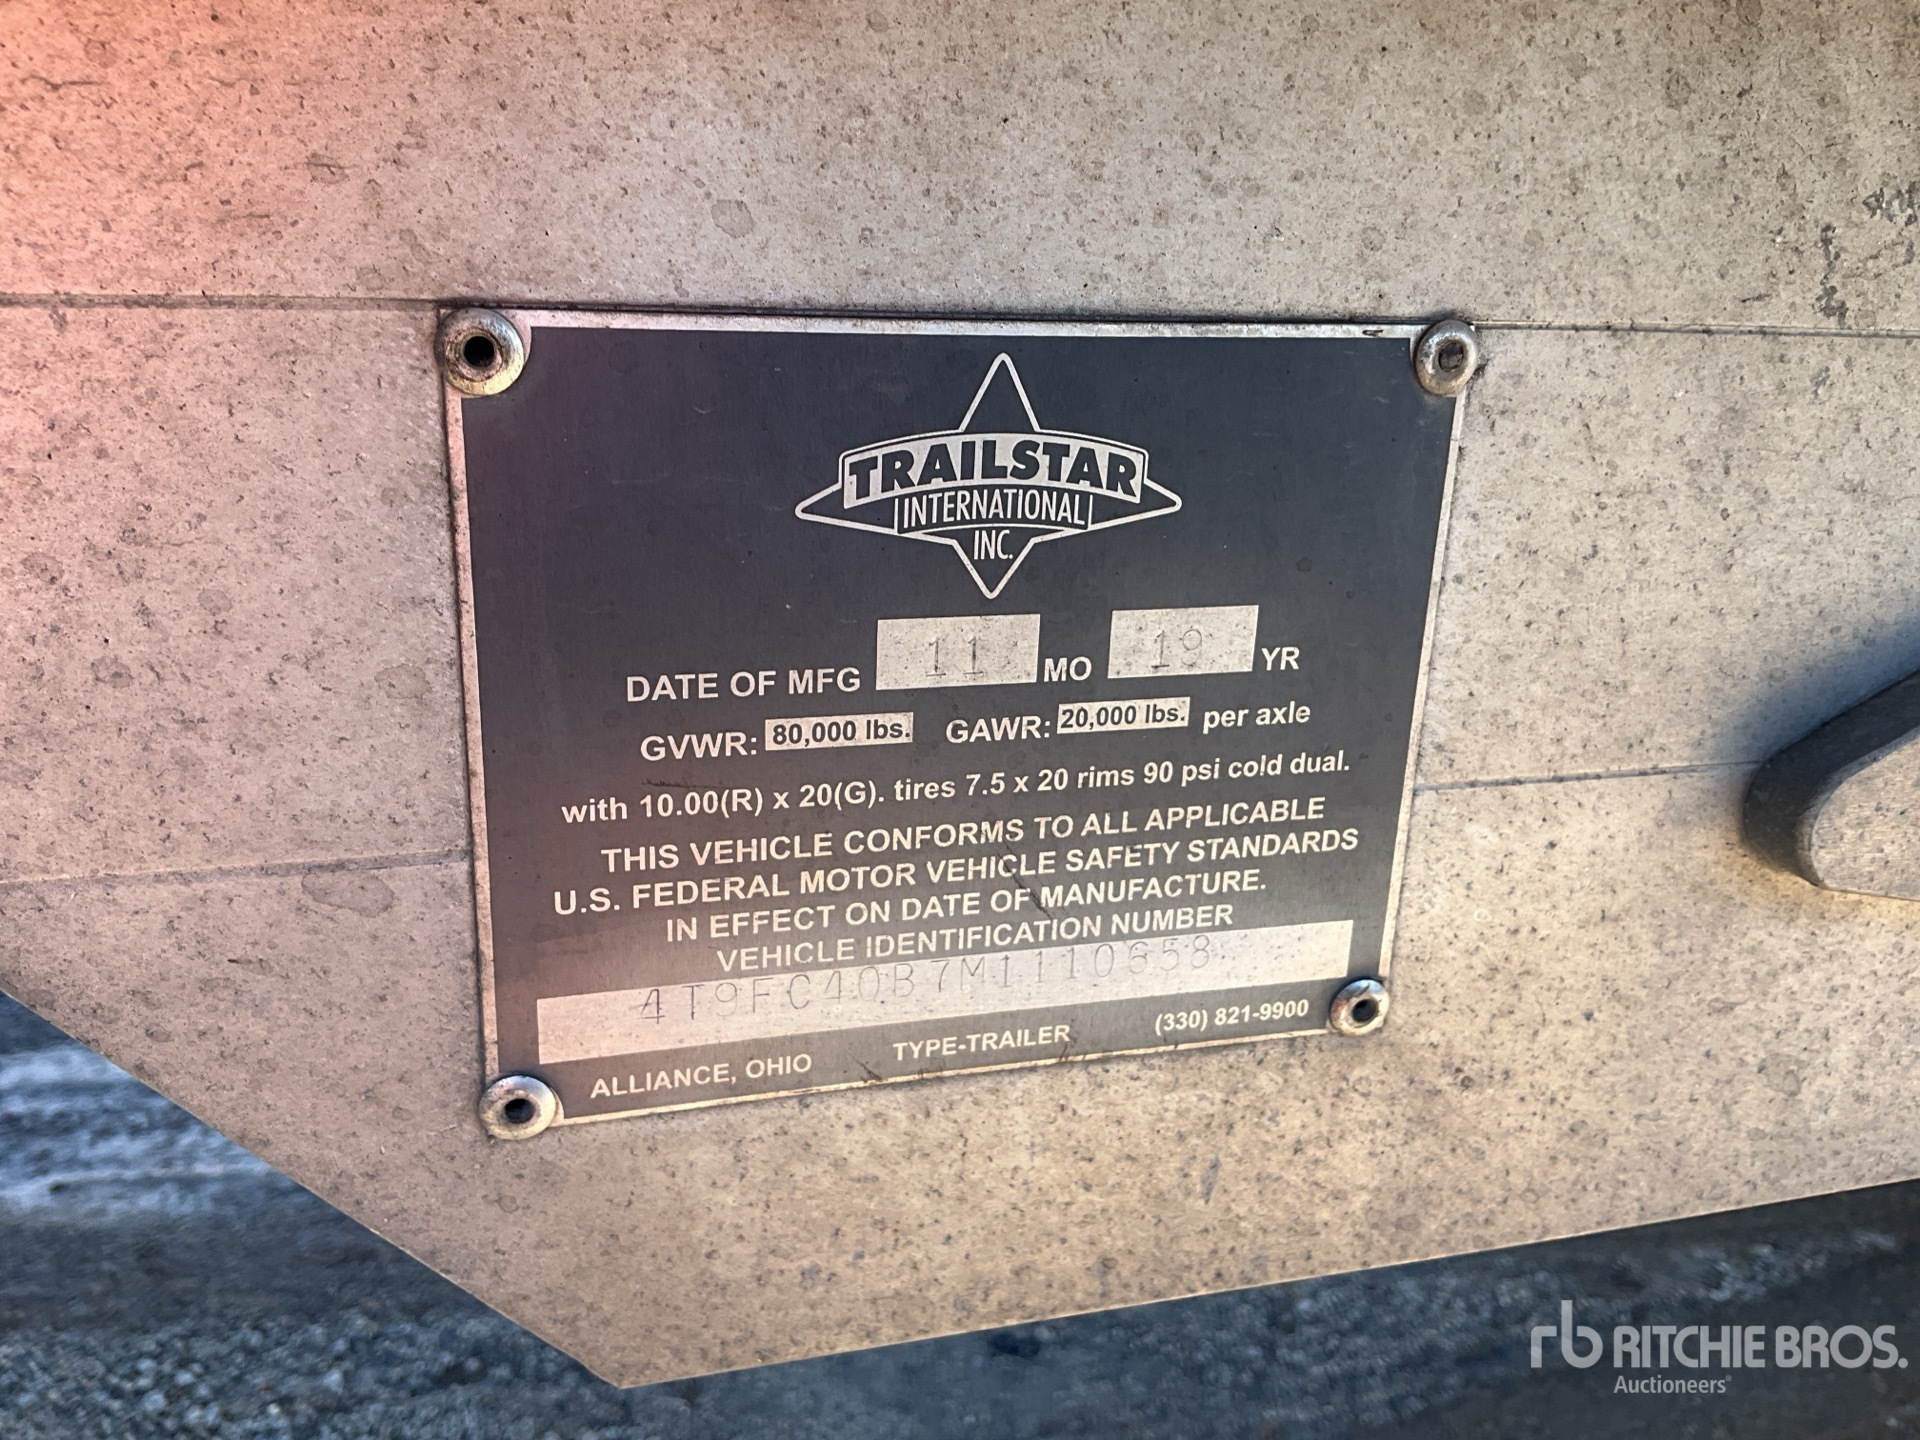 TRAILSTAR
INTERNATIONAL
INC.
DATE OF MFG 11 MO 19 YR
GVWR: 80,000 lbs. GAWR: 20,000 lbs. per axle
with 10.00(R) x 20(G). tires 7.5 x 20 rims 90 psi cold dual.
THIS VEHICLE CONFORMS TO ALL APPLICABLE
U.S. FEDERAL MOTOR VEHICLE SAFETY STANDARDS
IN EFFECT ON DATE OF MANUFACTURE.
VEHICLE IDENTIFICATION NUMBER
4T9FC40B7M1110658
ALLIANCE, OHIO TYPE-TRAILER (330) 821-9900
rb RITCHIE BROS.
Auctioneers®